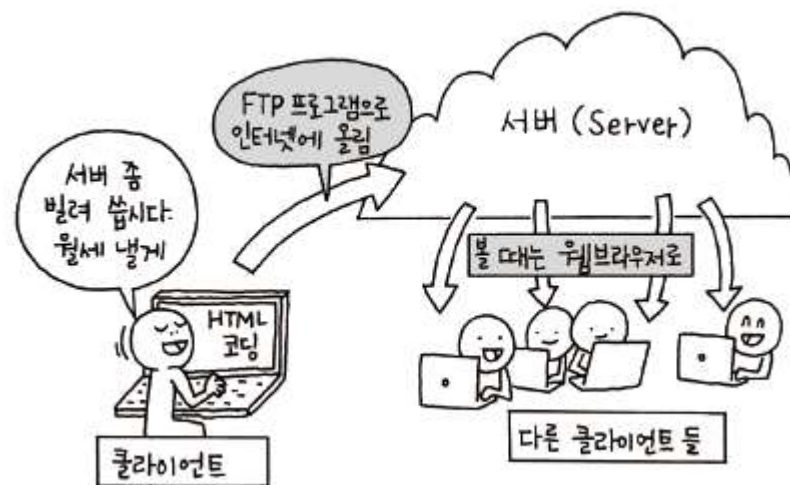 FTP 프로그램으로
인터넷에 올림
서버 (Server)
서버 좀
빌려 씁시다.
월세 낼게
볼 때는 웹브라우저로
HTML
코딩
클라이언트
다른 클라이언트 들